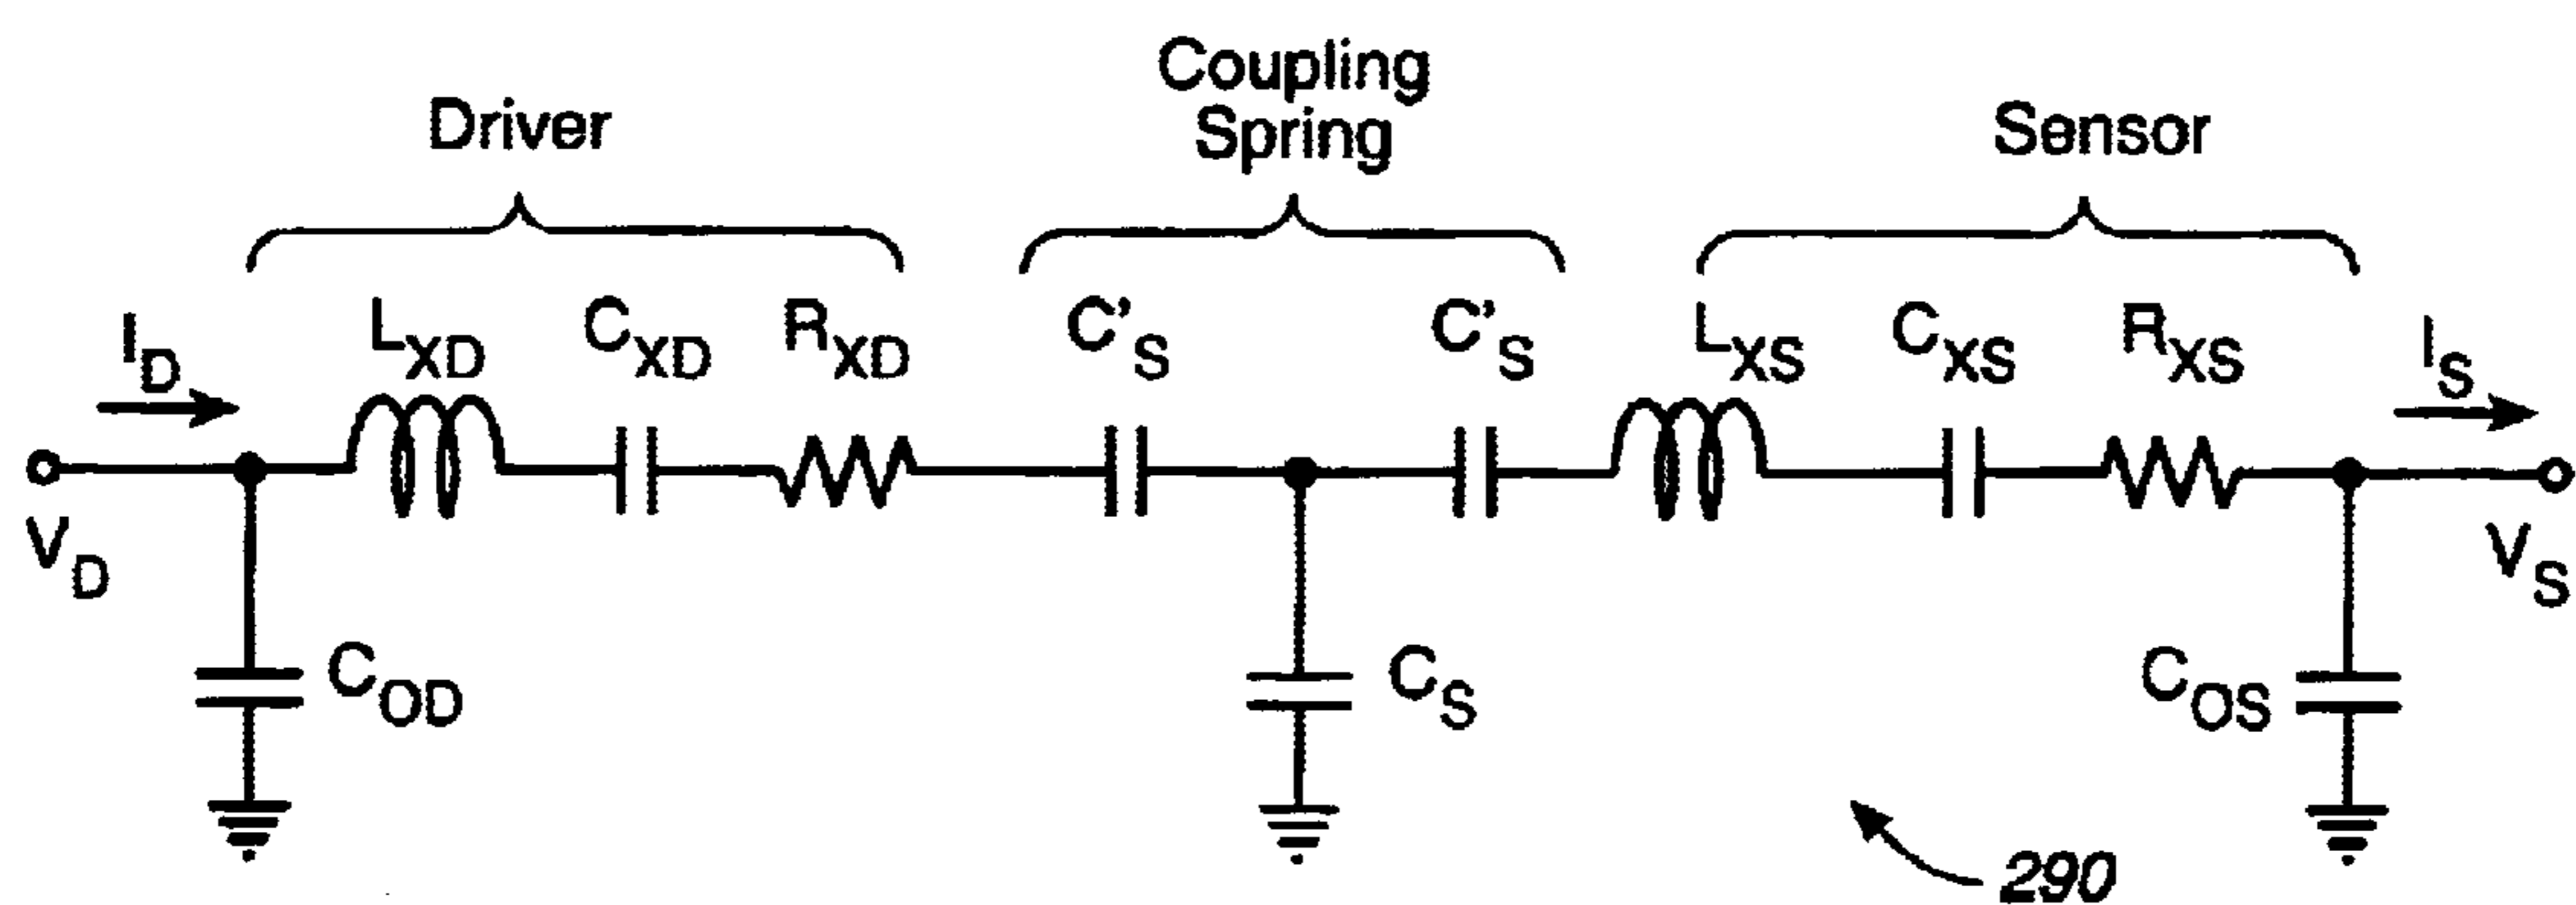 Coupling
Spring
Driver
Sensor
I_D
L_XD
C_XD
R_XD
C'_S
C'_S
L_XS
C_XS
R_XS
I_S
V_D
V_S
C_OD
C_S
C_OS
290